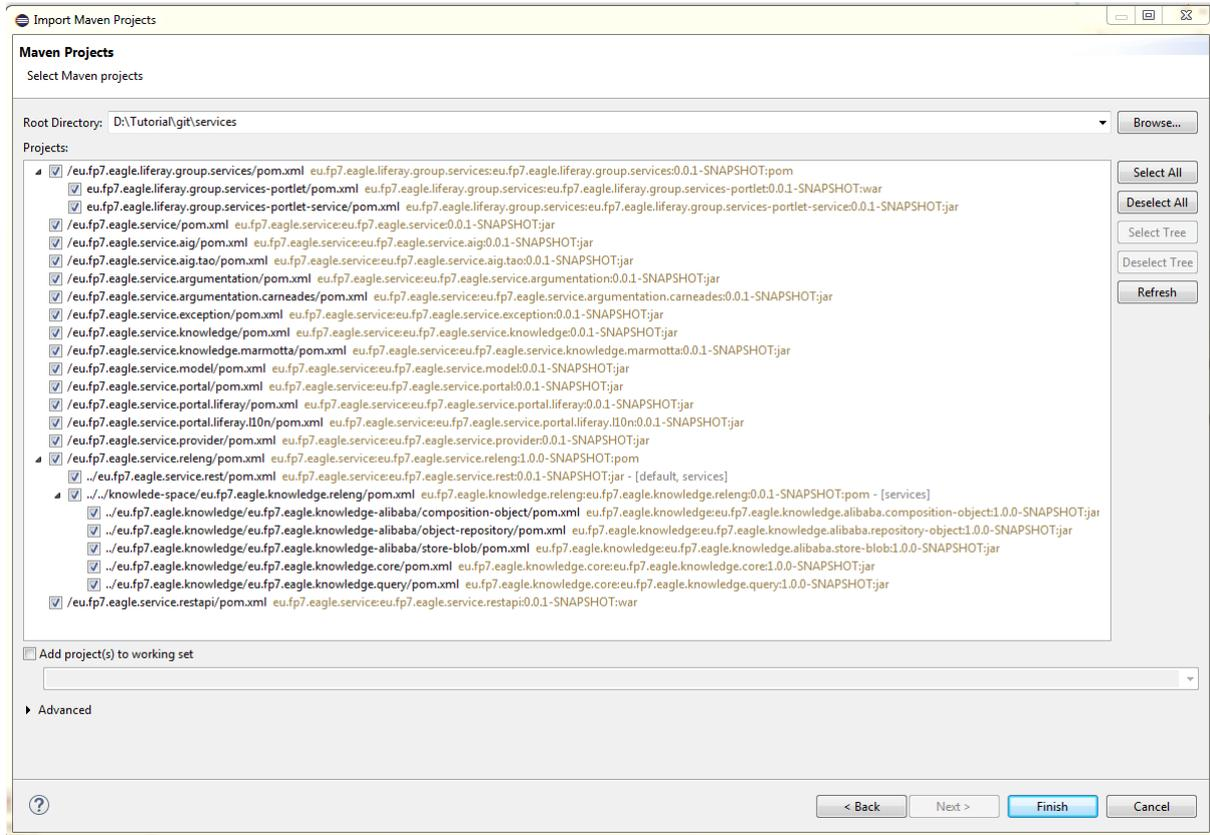 Import Maven Projects
Maven Projects
Select Maven projects
Root Directory: D:\Tutorial\git\services
Browse...
Projects:
/eu.fp7.eagle.liferay.group.services/pom.xml eu.fp7.eagle.liferay.group.services:eu.fp7.eagle.liferay.group.services:0.0.1-SNAPSHOT:pom
eu.fp7.eagle.liferay.group.services-portlet/pom.xml eu.fp7.eagle.liferay.group.services:eu.fp7.eagle.liferay.group.services-portlet:0.0.1-SNAPSHOT:war
eu.fp7.eagle.liferay.group.services-portlet-service/pom.xml eu.fp7.eagle.liferay.group.services:eu.fp7.eagle.liferay.group.services-portlet-service:0.0.1-SNAPSHOT:jar
/eu.fp7.eagle.service/pom.xml eu.fp7.eagle.service:eu.fp7.eagle.service:0.0.1-SNAPSHOT:jar
/eu.fp7.eagle.service.aig/pom.xml eu.fp7.eagle.service:eu.fp7.eagle.service.aig:0.0.1-SNAPSHOT:jar
/eu.fp7.eagle.service.aig.tao/pom.xml eu.fp7.eagle.service:eu.fp7.eagle.service.aig.tao:0.0.1-SNAPSHOT:jar
/eu.fp7.eagle.service.argumentation/pom.xml eu.fp7.eagle.service:eu.fp7.eagle.service.argumentation:0.0.1-SNAPSHOT:jar
/eu.fp7.eagle.service.argumentation.carneades/pom.xml eu.fp7.eagle.service:eu.fp7.eagle.service.argumentation.carneades:0.0.1-SNAPSHOT:jar
/eu.fp7.eagle.service.exception/pom.xml eu.fp7.eagle.service:eu.fp7.eagle.service.exception:0.0.1-SNAPSHOT:jar
/eu.fp7.eagle.service.knowledge/pom.xml eu.fp7.eagle.service:eu.fp7.eagle.service.knowledge:0.0.1-SNAPSHOT:jar
/eu.fp7.eagle.service.knowledge.marmotta/pom.xml eu.fp7.eagle.service:eu.fp7.eagle.service.knowledge.marmotta:0.0.1-SNAPSHOT:jar
/eu.fp7.eagle.service.model/pom.xml eu.fp7.eagle.service:eu.fp7.eagle.service.model:0.0.1-SNAPSHOT:jar
/eu.fp7.eagle.service.portal/pom.xml eu.fp7.eagle.service:eu.fp7.eagle.service.portal:0.0.1-SNAPSHOT:jar
/eu.fp7.eagle.service.portal.liferay/pom.xml eu.fp7.eagle.service:eu.fp7.eagle.service.portal.liferay:0.0.1-SNAPSHOT:jar
/eu.fp7.eagle.service.portal.liferay.l10n/pom.xml eu.fp7.eagle.service:eu.fp7.eagle.service.portal.liferay.l10n:0.0.1-SNAPSHOT:jar
/eu.fp7.eagle.service.provider/pom.xml eu.fp7.eagle.service:eu.fp7.eagle.service.provider:0.0.1-SNAPSHOT:jar
/eu.fp7.eagle.service.releng/pom.xml eu.fp7.eagle.service:eu.fp7.eagle.service.releng:1.0.0-SNAPSHOT:pom
../eu.fp7.eagle.service.rest/pom.xml eu.fp7.eagle.service:eu.fp7.eagle.service.rest:0.0.1-SNAPSHOT:jar - [default, services]
../../knowlede-space/eu.fp7.eagle.knowledge.releng/pom.xml eu.fp7.eagle.knowledge.releng:eu.fp7.eagle.knowledge.releng:0.0.1-SNAPSHOT:pom - [services]
../eu.fp7.eagle.knowledge/eu.fp7.eagle.knowledge-alibaba/composition-object/pom.xml eu.fp7.eagle.knowledge:eu.fp7.eagle.knowledge.alibaba.composition-object:1.0.0-SNAPSHOT:jar
../eu.fp7.eagle.knowledge/eu.fp7.eagle.knowledge-alibaba/object-repository/pom.xml eu.fp7.eagle.knowledge:eu.fp7.eagle.knowledge.alibaba.repository-object:1.0.0-SNAPSHOT:jar
../eu.fp7.eagle.knowledge/eu.fp7.eagle.knowledge-alibaba/store-blob/pom.xml eu.fp7.eagle.knowledge:eu.fp7.eagle.knowledge.alibaba.store-blob:1.0.0-SNAPSHOT:jar
../eu.fp7.eagle.knowledge/eu.fp7.eagle.knowledge.core/pom.xml eu.fp7.eagle.knowledge.core:eu.fp7.eagle.knowledge.core:1.0.0-SNAPSHOT:jar
../eu.fp7.eagle.knowledge/eu.fp7.eagle.knowledge.query/pom.xml eu.fp7.eagle.knowledge.core:eu.fp7.eagle.knowledge.query:1.0.0-SNAPSHOT:jar
/eu.fp7.eagle.service.restapi/pom.xml eu.fp7.eagle.service:eu.fp7.eagle.service.restapi:0.0.1-SNAPSHOT:war
Select All
Deselect All
Select Tree
Deselect Tree
Refresh
Add project(s) to working set
Advanced
?
< Back
Next >
Finish
Cancel